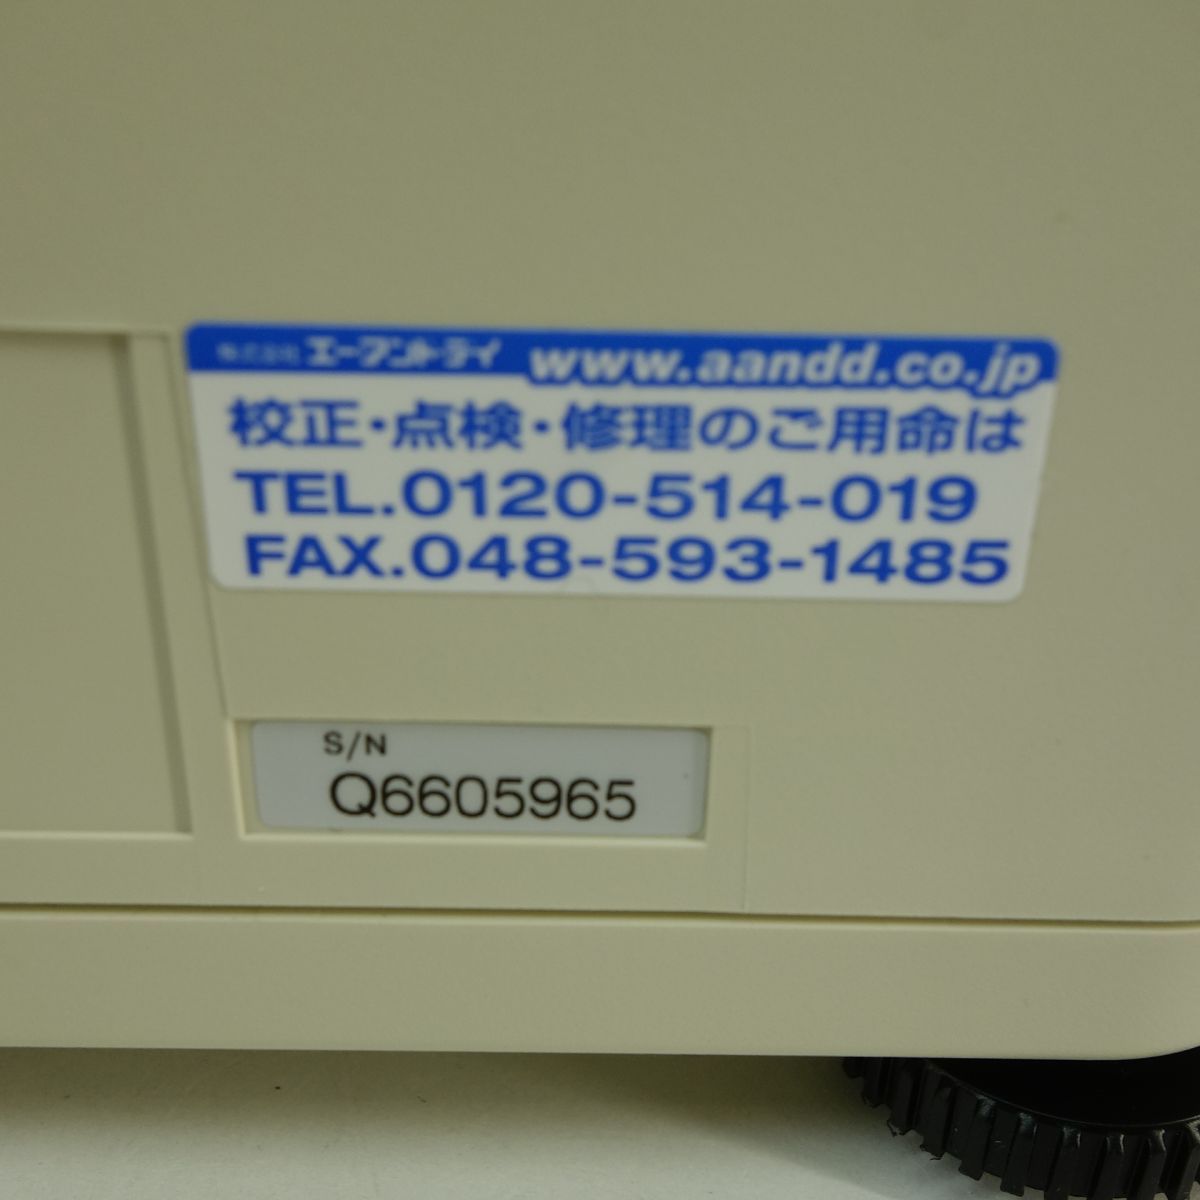 株式会社 エー・アンド・デイ www.aandd.co.jp
校正・点検・修理のご用命は
TEL.0120-514-019
FAX.048-593-1485
S/N
Q6605965